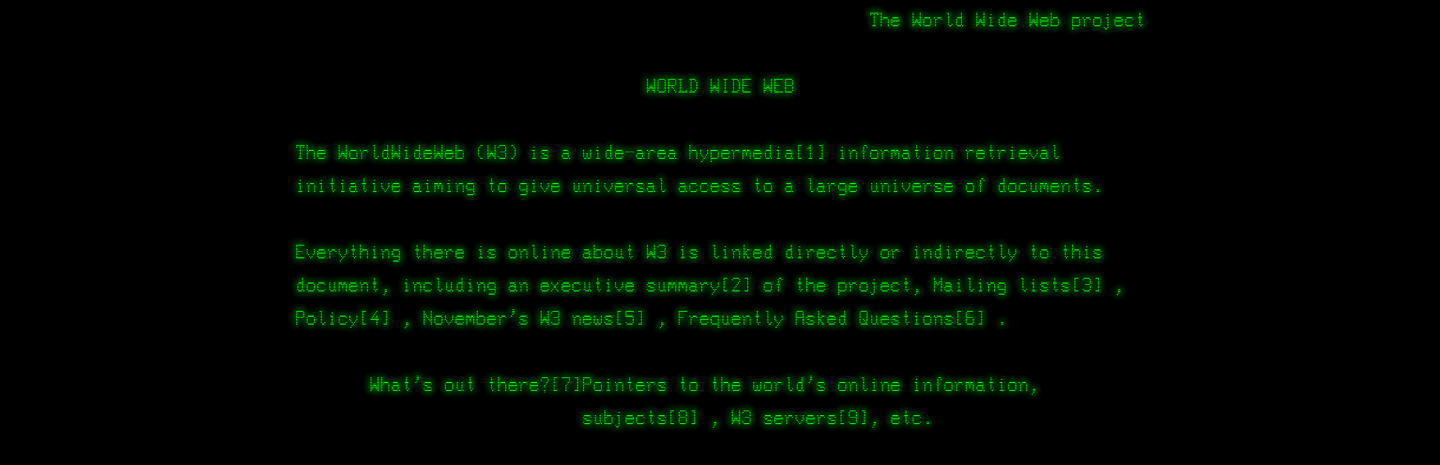 The World Wide Web project
WORLD WIDE WEB
The WorldWideWeb (W3) is a wide-area hypermedia[1] information retrieval
initiative aiming to give universal access to a large universe of documents.
Everything there is online about W3 is linked directly or indirectly to this
document, including an executive summary[2] of the project, Mailing lists[3] ,
Policy[4] , November's W3 news[5] , Frequently Asked Questions[6] .
What's out there?[7]Pointers to the world's online information,
subjects[8] , W3 servers[9], etc.